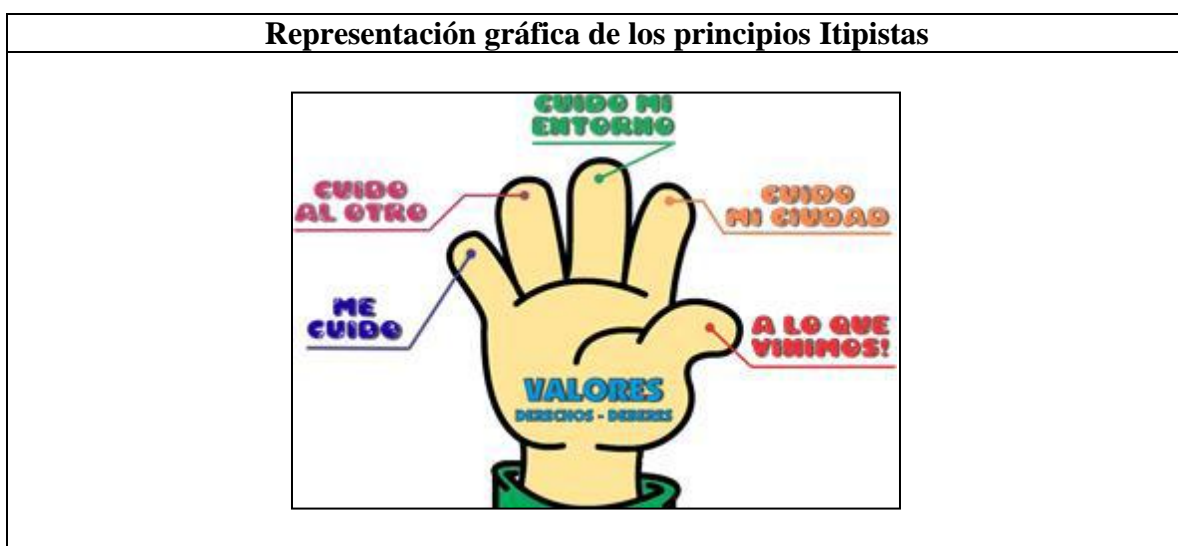 Representación gráfica de los principios Itipistas
CUIDO MI
ENTORNO
CUIDO
AL OTRO
CUIDO
MI CIUDAD
ME
CUIDO
A LO QUE
VINIMOS!
VALORES
DERECHOS - DEBERES